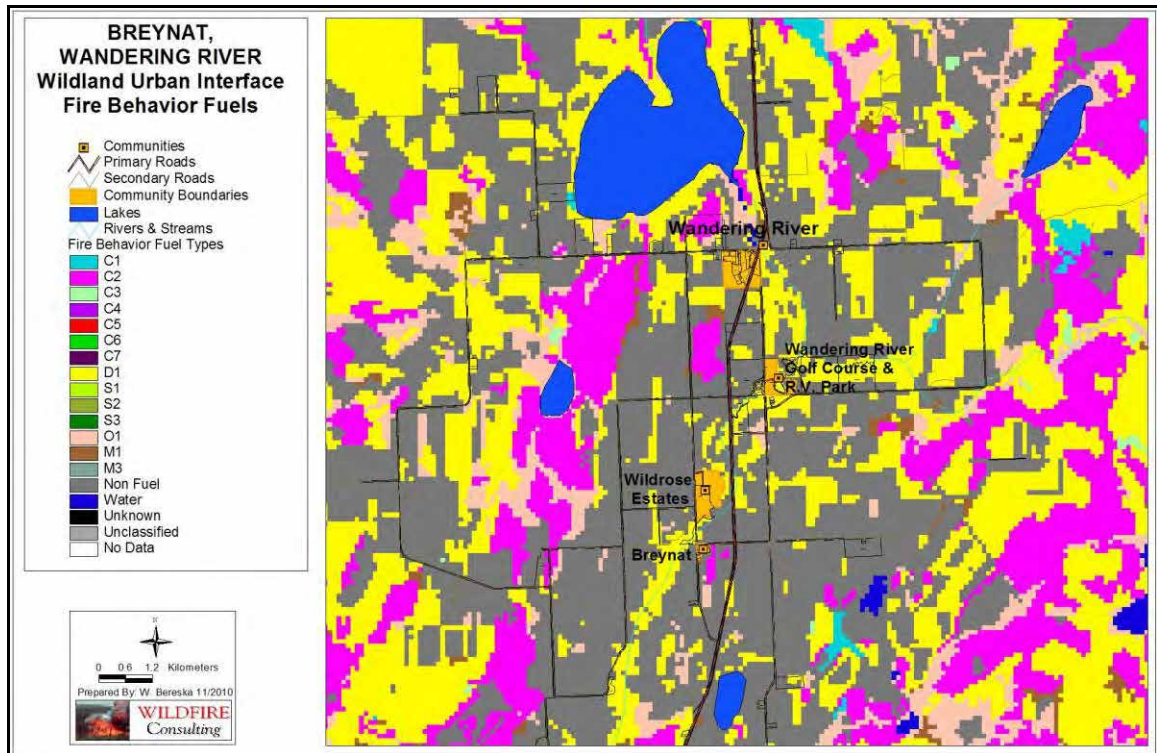 BREYNAT,
WANDERING RIVER
Wildland Urban Interface
Fire Behavior Fuels
Communities
Primary Roads
Secondary Roads
Community Boundaries
Lakes
Rivers & Streams
Fire Behavior Fuel Types
C1
C2
C3
C4
C5
C6
C7
D1
S1
S2
S3
O1
M1
M3
Non Fuel
Water
Unknown
Unclassified
No Data
N
0 0.6 1.2 Kilometers
Prepared By: W. Bereska 11/2010
WILDFIRE
Consulting
Wandering River
Wandering River
Golf Course &
R.V. Park
Wildrose
Estates
Breynat